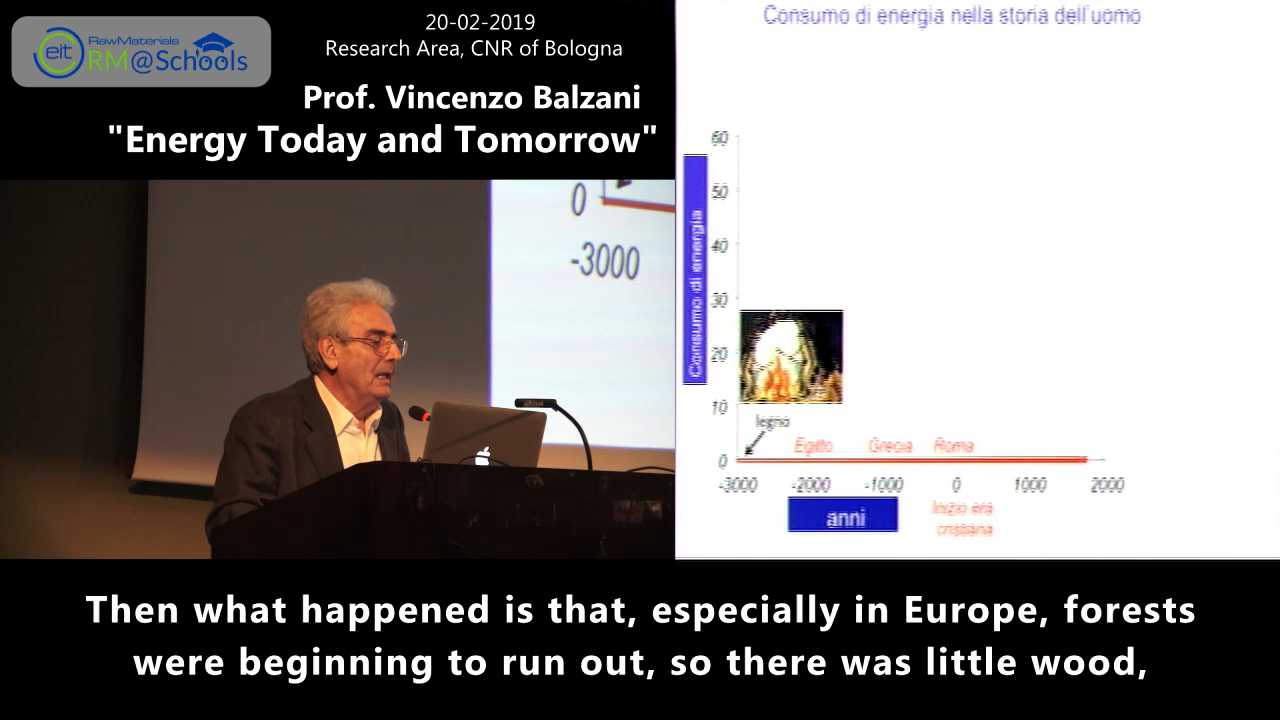 20-02-2019
Research Area, CNR of Bologna
eit RawMaterials
RM@Schools
Prof. Vincenzo Balzani
"Energy Today and Tomorrow"
0
-3000
Consumo di energia nella storia dell'uomo
60
50
40
30
20
10
0
Consumo di energia
legno
Egitto Grecia Roma
-3000 -2000 -1000 0 1000 2000
anni
Inizio era
cristiana
Then what happened is that, especially in Europe, forests
were beginning to run out, so there was little wood,